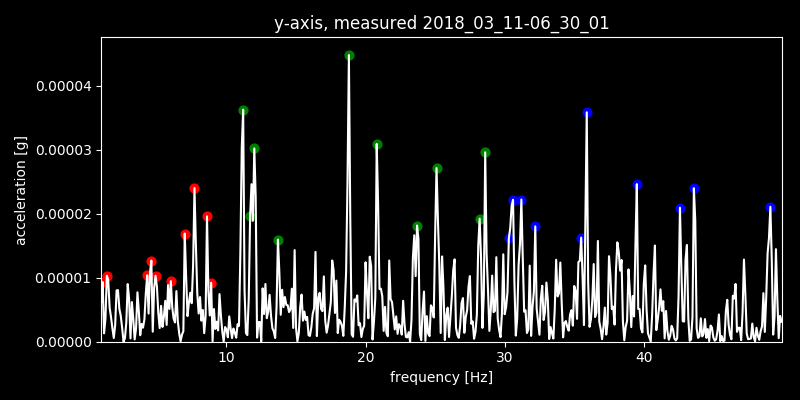 y-axis, measured 2018_03_11-06_30_01
acceleration [g]
0.00004
0.00003
0.00002
0.00001
0.00000
10 20 30 40
frequency [Hz]